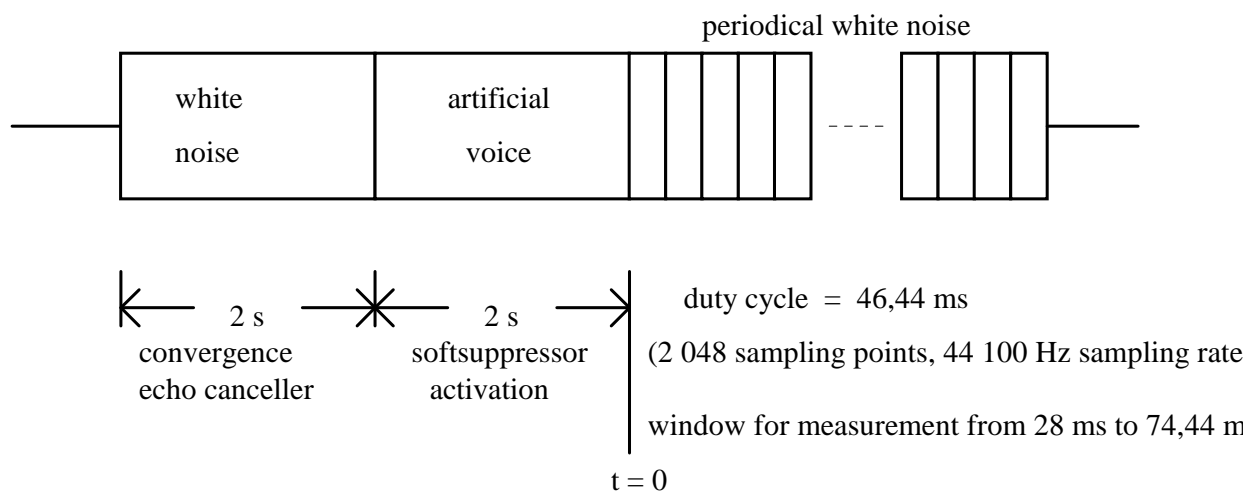 periodical white noise
white
noise
artificial
voice
2 s
convergence
echo canceller
2 s
softsuppressor
activation
duty cycle = 46,44 ms
(2 048 sampling points, 44 100 Hz sampling rate
window for measurement from 28 ms to 74,44 m
t = 0